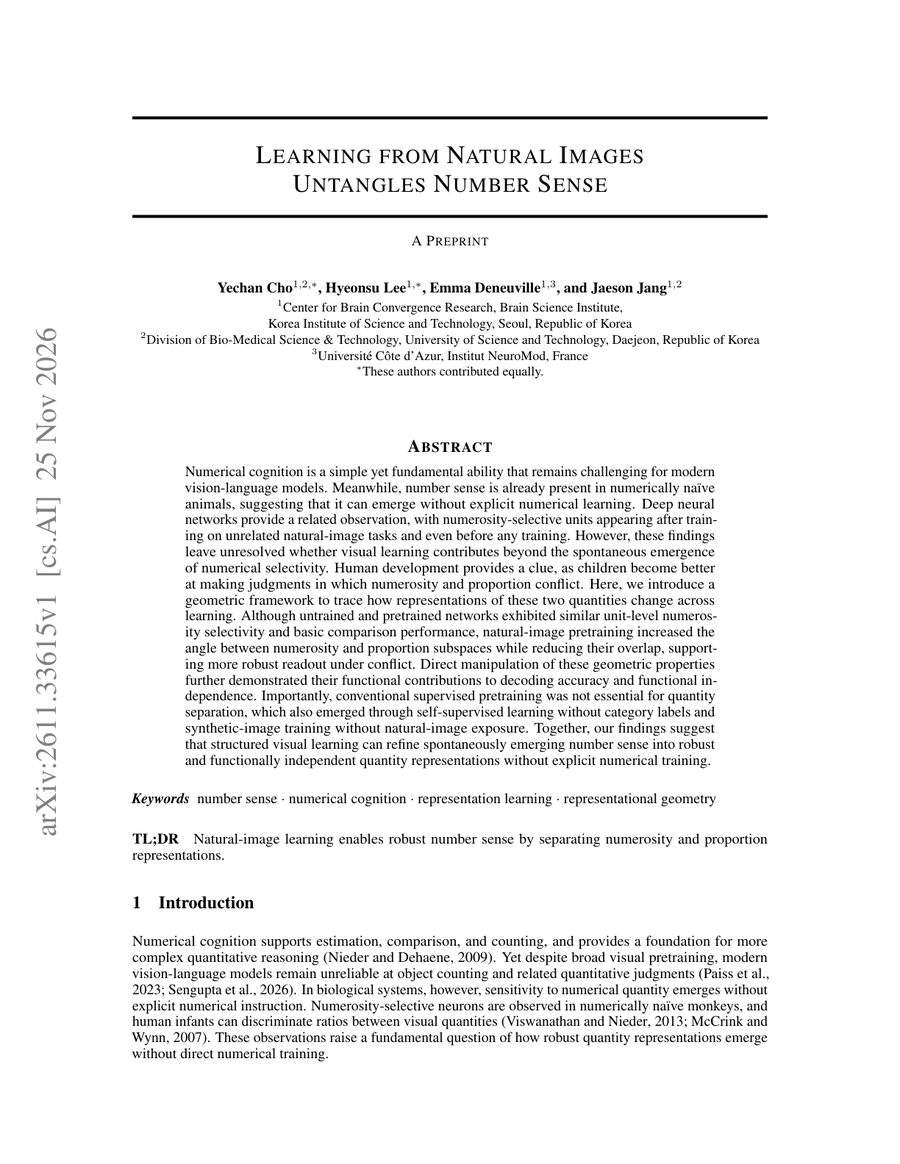 LEARNING FROM NATURAL IMAGES
UNTANGLES NUMBER SENSE
A PREPRINT
Yechan Cho1,2,∗, Hyeonsu Lee1,∗, Emma Deneuville1,3, and Jaeson Jang1,2
1Center for Brain Convergence Research, Brain Science Institute,
Korea Institute of Science and Technology, Seoul, Republic of Korea
2Division of Bio-Medical Science & Technology, University of Science and Technology, Daejeon, Republic of Korea
3Université Côte d'Azur, Institut NeuroMod, France
∗These authors contributed equally.
arXiv:2611.33615v1 [cs.AI] 25 Nov 2026
ABSTRACT
Numerical cognition is a simple yet fundamental ability that remains challenging for modern
vision-language models. Meanwhile, number sense is already present in numerically naïve
animals, suggesting that it can emerge without explicit numerical learning. Deep neural
networks provide a related observation, with numerosity-selective units appearing after train-
ing on unrelated natural-image tasks and even before any training. However, these findings
leave unresolved whether visual learning contributes beyond the spontaneous emergence
of numerical selectivity. Human development provides a clue, as children become better
at making judgments in which numerosity and proportion conflict. Here, we introduce a
geometric framework to trace how representations of these two quantities change across
learning. Although untrained and pretrained networks exhibited similar unit-level numeros-
ity selectivity and basic comparison performance, natural-image pretraining increased the
angle between numerosity and proportion subspaces while reducing their overlap, support-
ing more robust readout under conflict. Direct manipulation of these geometric properties
further demonstrated their functional contributions to decoding accuracy and functional in-
dependence. Importantly, conventional supervised pretraining was not essential for quantity
separation, which also emerged through self-supervised learning without category labels and
synthetic-image training without natural-image exposure. Together, our findings suggest
that structured visual learning can refine spontaneously emerging number sense into robust
and functionally independent quantity representations without explicit numerical training.
Keywords number sense · numerical cognition · representation learning · representational geometry
TL;DR Natural-image learning enables robust number sense by separating numerosity and proportion
representations.
1 Introduction
Numerical cognition supports estimation, comparison, and counting, and provides a foundation for more
complex quantitative reasoning (Nieder and Dehaene, 2009). Yet despite broad visual pretraining, modern
vision-language models remain unreliable at object counting and related quantitative judgments (Paiss et al.,
2023; Sengupta et al., 2026). In biological systems, however, sensitivity to numerical quantity emerges without
explicit numerical instruction. Numerosity-selective neurons are observed in numerically naïve monkeys, and
human infants can discriminate ratios between visual quantities (Viswanathan and Nieder, 2013; McCrink and
Wynn, 2007). These observations raise a fundamental question of how robust quantity representations emerge
without direct numerical training.